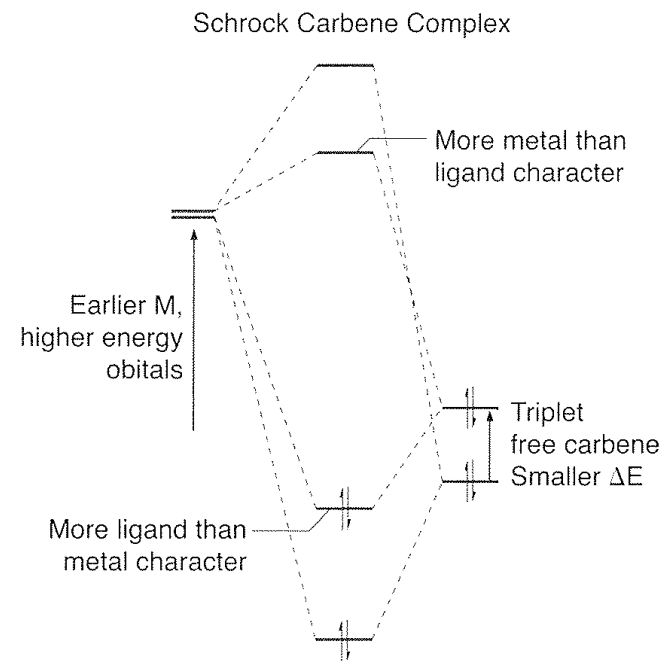 Schrock Carbene Complex
More metal than
ligand character
Earlier M,
higher energy
obitals
Triplet
free carbene
Smaller ΔE
More ligand than
metal character